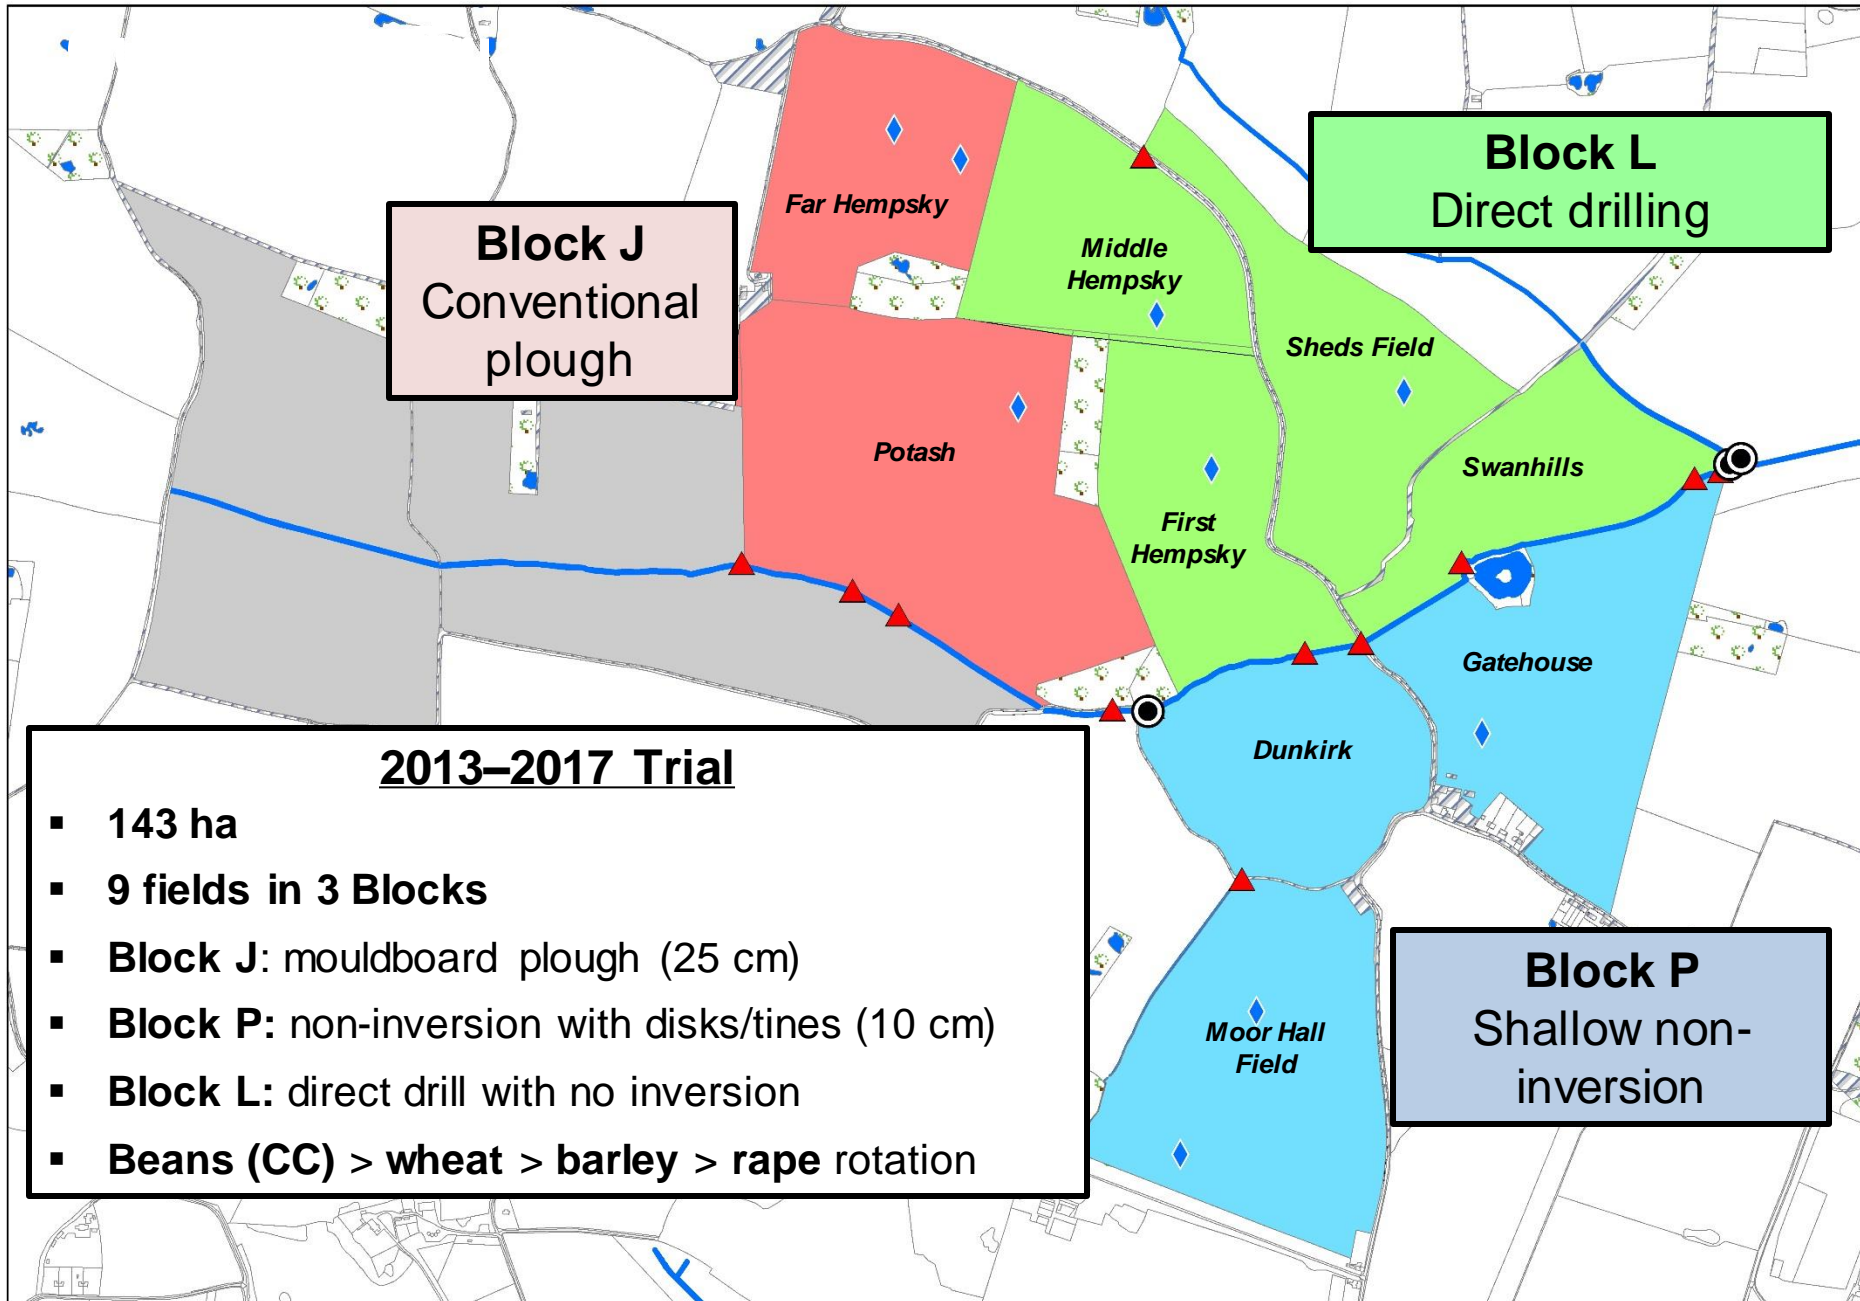 Block L
Direct drilling
Far Hempsky
Block J
Conventional
plough
Middle
Hempsky
Sheds Field
Potash
Swanhills
First
Hempsky
Gatehouse
Dunkirk
2013–2017 Trial
▪ 143 ha
▪ 9 fields in 3 Blocks
▪ Block J: mouldboard plough (25 cm)
▪ Block P: non-inversion with disks/tines (10 cm)
▪ Block L: direct drill with no inversion
▪ Beans (CC) > wheat > barley > rape rotation
Moor Hall
Field
Block P
Shallow non-
inversion